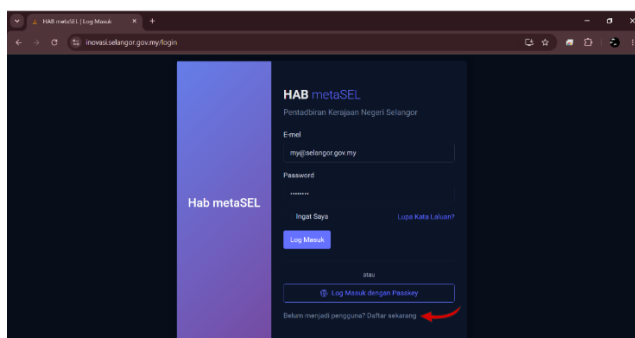 HAB metaSEL | Log Masuk
inovasi.selangor.gov.my/login
HAB metaSEL
Pentadbiran Kerajaan Negeri Selangor
E-mel
my@selangor.gov.my
Password
••••••••
Hab metaSEL
Ingat Saya
Lupa Kata Laluan?
Log Masuk
atau
Log Masuk dengan Passkey
Belum menjadi pengguna? Daftar sekarang